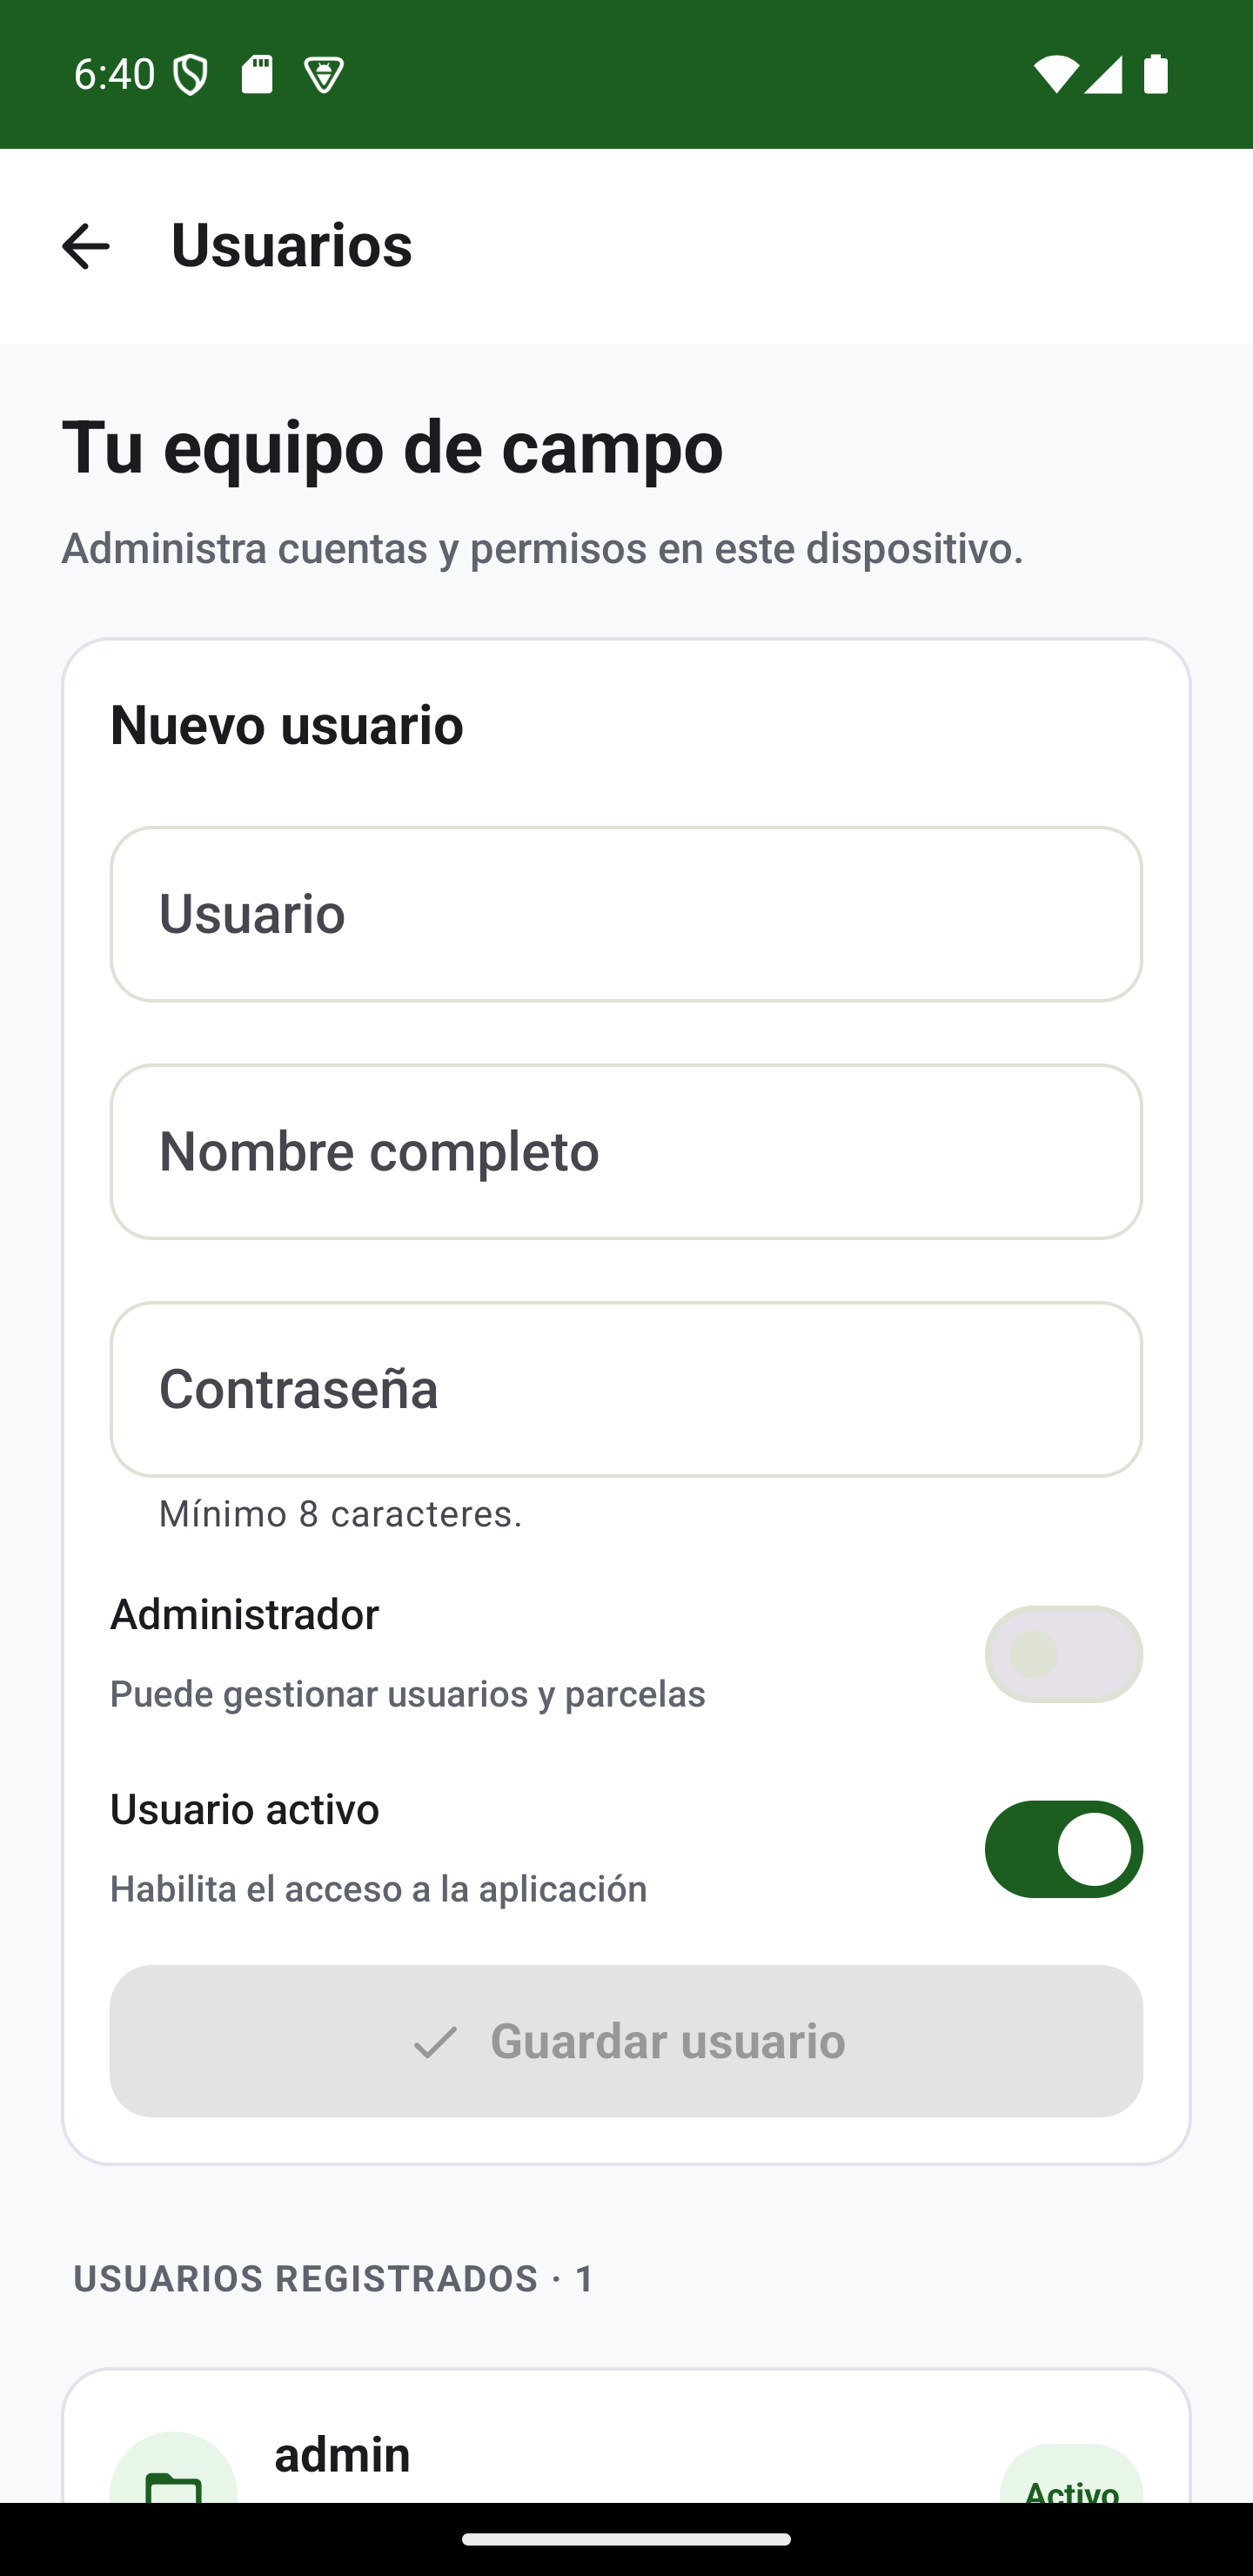 6:40
Usuarios
Tu equipo de campo
Administra cuentas y permisos en este dispositivo.
Nuevo usuario
Usuario
Nombre completo
Contraseña
Mínimo 8 caracteres.
Administrador
Puede gestionar usuarios y parcelas
Usuario activo
Habilita el acceso a la aplicación
Guardar usuario
USUARIOS REGISTRADOS · 1
admin
Activo